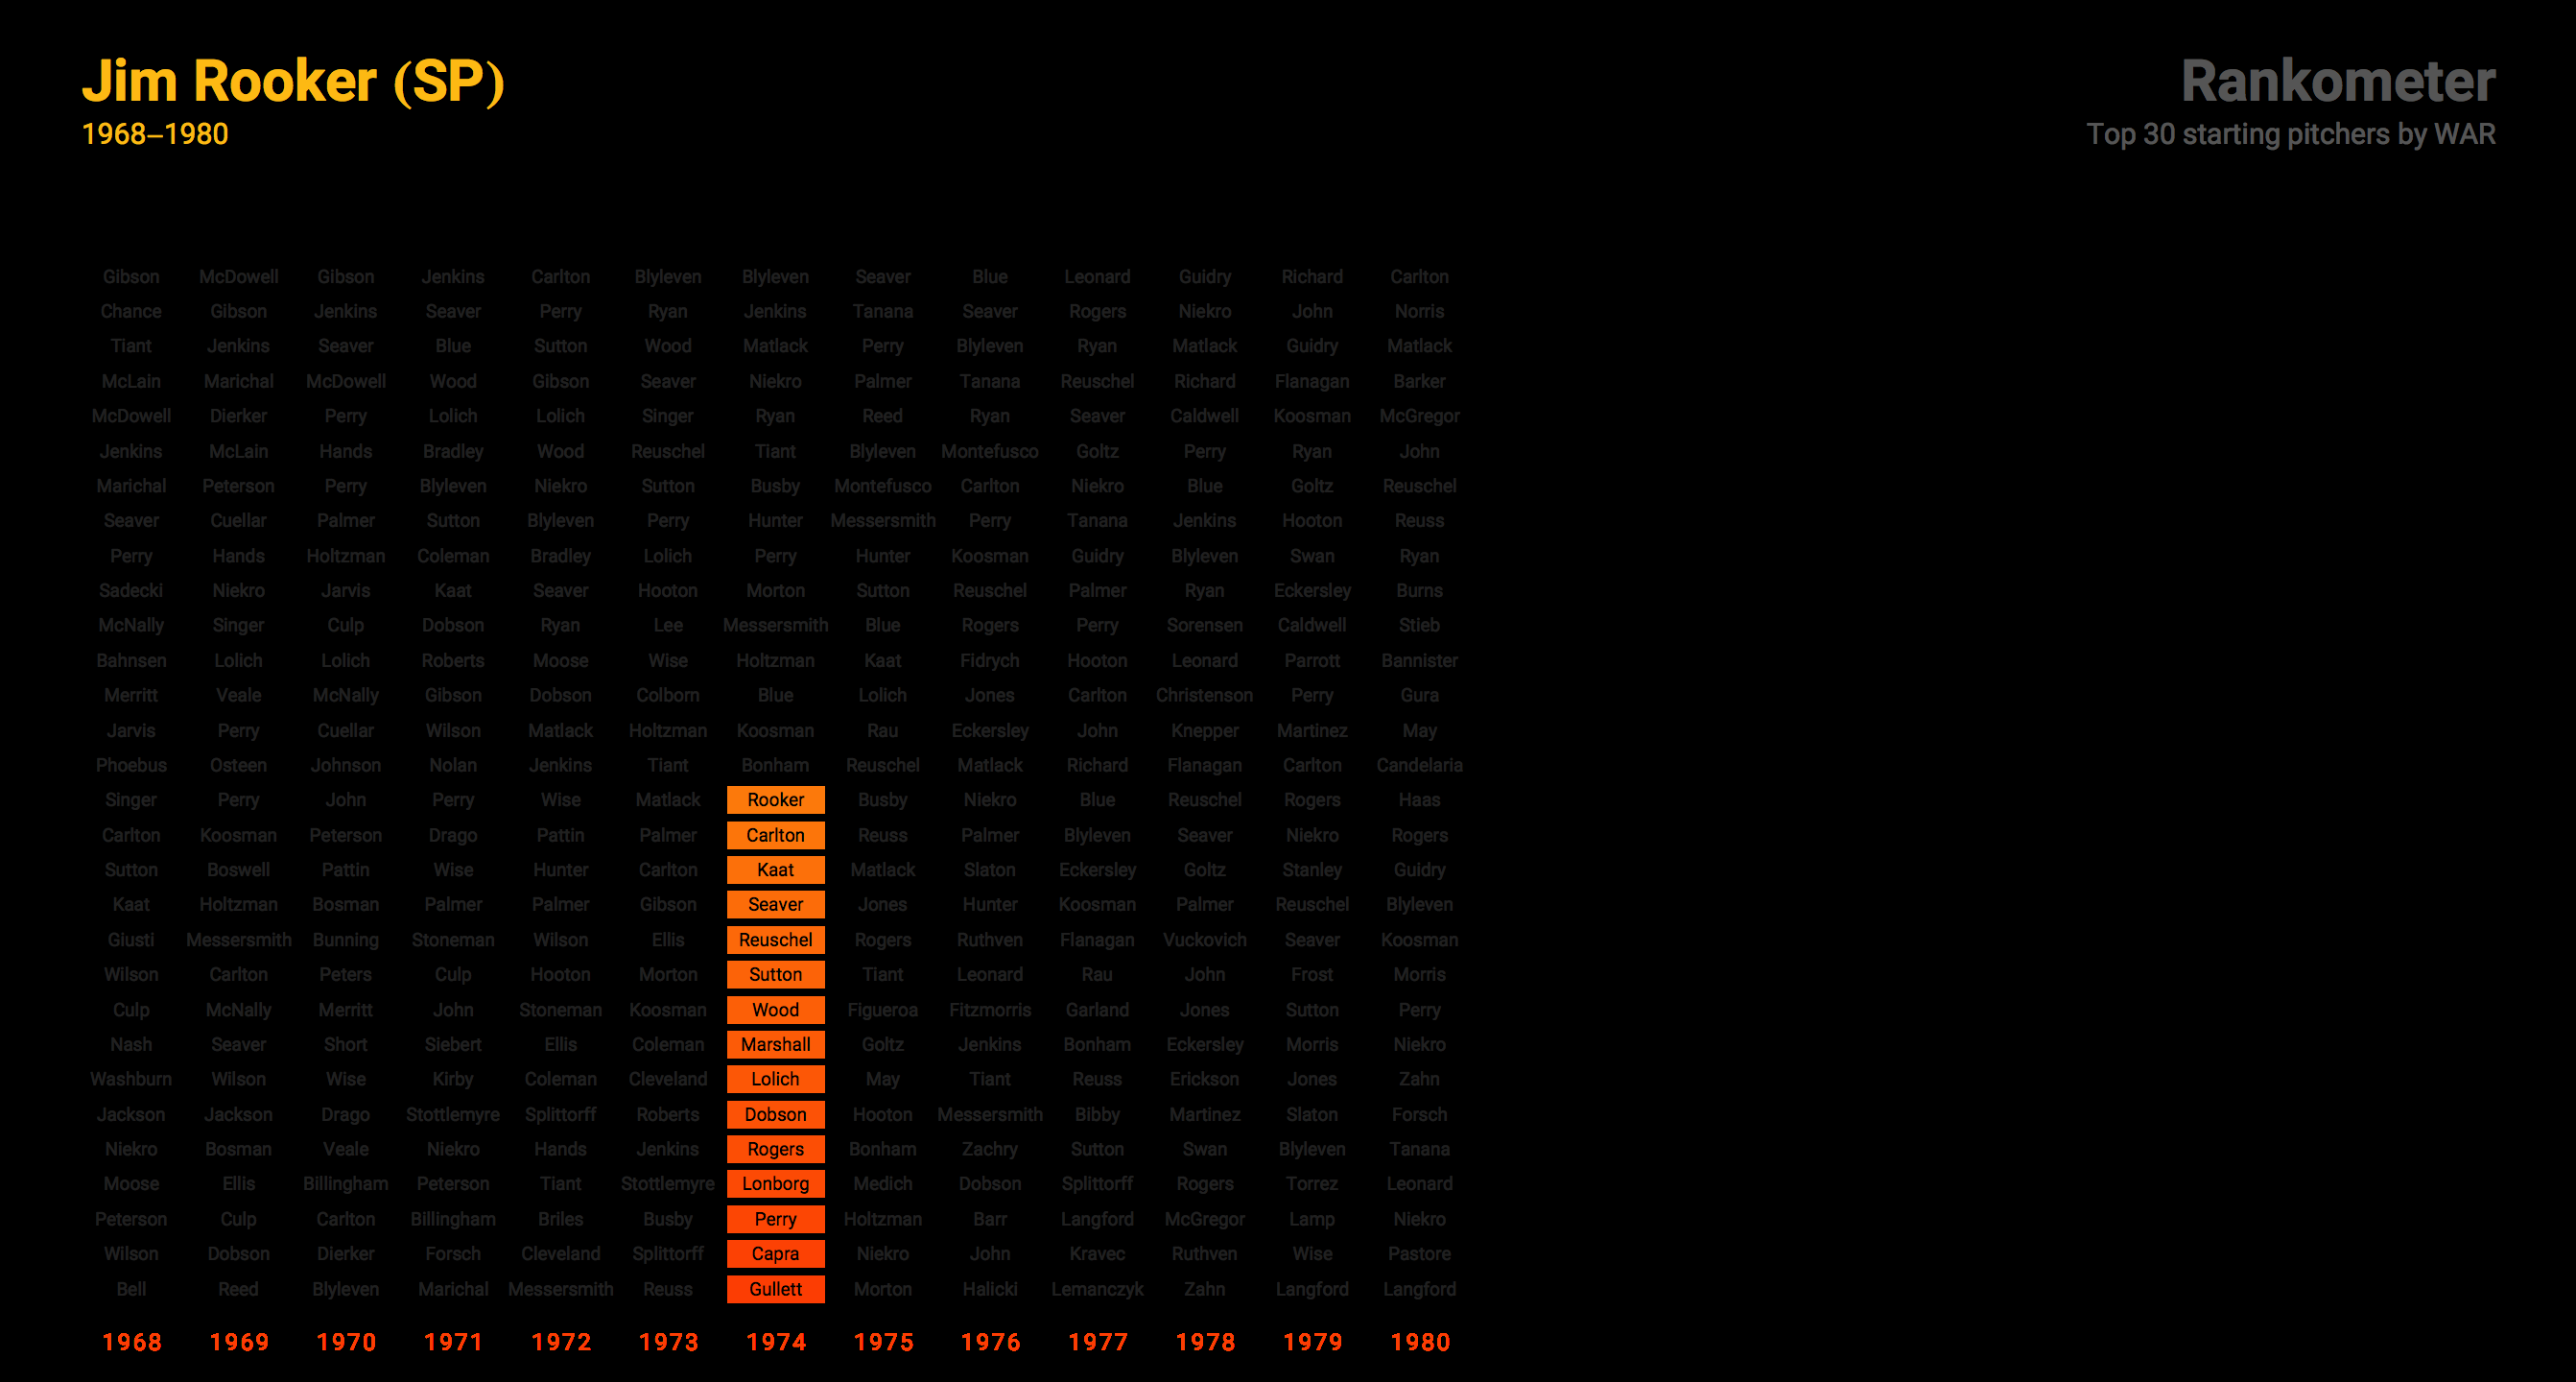 Jim Rooker (SP)
1968–1980
Rankometer
Top 30 starting pitchers by WAR
Gibson McDowell Gibson Jenkins Carlton Blyleven Blyleven Seaver Blue Leonard Guidry Richard Carlton
Chance Gibson Jenkins Seaver Perry Ryan Jenkins Tanana Seaver Rogers Niekro John Norris
Tiant Jenkins Seaver Blue Sutton Wood Matlack Perry Blyleven Ryan Matlack Guidry Matlack
McLain Marichal McDowell Wood Gibson Seaver Niekro Palmer Tanana Reuschel Richard Flanagan Barker
McDowell Dierker Perry Lolich Lolich Singer Ryan Reed Ryan Seaver Caldwell Koosman McGregor
Jenkins McLain Hands Bradley Wood Reuschel Tiant Blyleven Montefusco Goltz Perry Ryan John
Marichal Peterson Perry Blyleven Niekro Sutton Busby Montefusco Carlton Niekro Blue Goltz Reuschel
Seaver Cuellar Palmer Sutton Blyleven Perry Hunter Messersmith Perry Tanana Jenkins Hooton Reuss
Perry Hands Holtzman Coleman Bradley Lolich Perry Hunter Koosman Guidry Blyleven Swan Ryan
Sadecki Niekro Jarvis Kaat Seaver Hooton Morton Sutton Reuschel Palmer Ryan Eckersley Burns
McNally Singer Culp Dobson Ryan Lee Messersmith Blue Rogers Perry Sorensen Caldwell Stieb
Bahnsen Lolich Lolich Roberts Moose Wise Holtzman Kaat Fidrych Hooton Leonard Parrott Bannister
Merritt Veale McNally Gibson Dobson Colborn Blue Lolich Jones Carlton Christenson Perry Gura
Jarvis Perry Cuellar Wilson Matlack Holtzman Koosman Rau Eckersley John Knepper Martinez May
Phoebus Osteen Johnson Nolan Jenkins Tiant Bonham Reuschel Matlack Richard Flanagan Carlton Candelaria
Singer Perry John Perry Wise Matlack Rooker Busby Niekro Blue Reuschel Rogers Haas
Carlton Koosman Peterson Drago Pattin Palmer Carlton Reuss Palmer Blyleven Seaver Niekro Rogers
Sutton Boswell Pattin Wise Hunter Carlton Kaat Matlack Slaton Eckersley Goltz Stanley Guidry
Kaat Holtzman Bosman Palmer Palmer Gibson Seaver Jones Hunter Koosman Palmer Reuschel Blyleven
Giusti Messersmith Bunning Stoneman Wilson Ellis Reuschel Rogers Ruthven Flanagan Vuckovich Seaver Koosman
Wilson Carlton Peters Culp Hooton Morton Sutton Tiant Leonard Rau John Frost Morris
Culp McNally Merritt John Stoneman Koosman Wood Figueroa Fitzmorris Garland Jones Sutton Perry
Nash Seaver Short Siebert Ellis Coleman Marshall Goltz Jenkins Bonham Eckersley Morris Niekro
Washburn Wilson Wise Kirby Coleman Cleveland Lolich May Tiant Reuss Erickson Jones Zahn
Jackson Jackson Drago Stottlemyre Splittorff Roberts Dobson Hooton Messersmith Bibby Martinez Slaton Forsch
Niekro Bosman Veale Niekro Hands Jenkins Rogers Bonham Zachry Sutton Swan Blyleven Tanana
Moose Ellis Billingham Peterson Tiant Stottlemyre Lonborg Medich Dobson Splittorff Rogers Torrez Leonard
Peterson Culp Carlton Billingham Briles Busby Perry Holtzman Barr Langford McGregor Lamp Niekro
Wilson Dobson Dierker Forsch Cleveland Splittorff Capra Niekro John Kravec Ruthven Wise Pastore
Bell Reed Blyleven Marichal Messersmith Reuss Gullett Morton Halicki Lemanczyk Zahn Langford Langford
1968 1969 1970 1971 1972 1973 1974 1975 1976 1977 1978 1979 1980